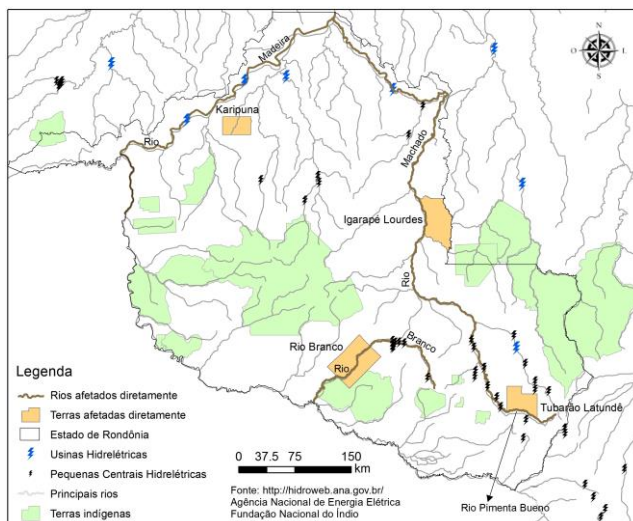 N
O
L
S
Madeira
Karipuna
Rio
Machado
Igarapé Lourdes
Rio
Rio Branco
Branco
Rio
Tubarão Latundê
Rio Pimenta Bueno
Legenda
Rios afetados diretamente
Terras afetadas diretamente
Estado de Rondônia
Usinas Hidrelétricas
Pequenas Centrais Hidrelétricas
Principais rios
Terras indígenas
0 37.5 75 150
km
Fonte: http://hidroweb.ana.gov.br/
Agência Nacional de Energia Elétrica
Fundação Nacional do Índio